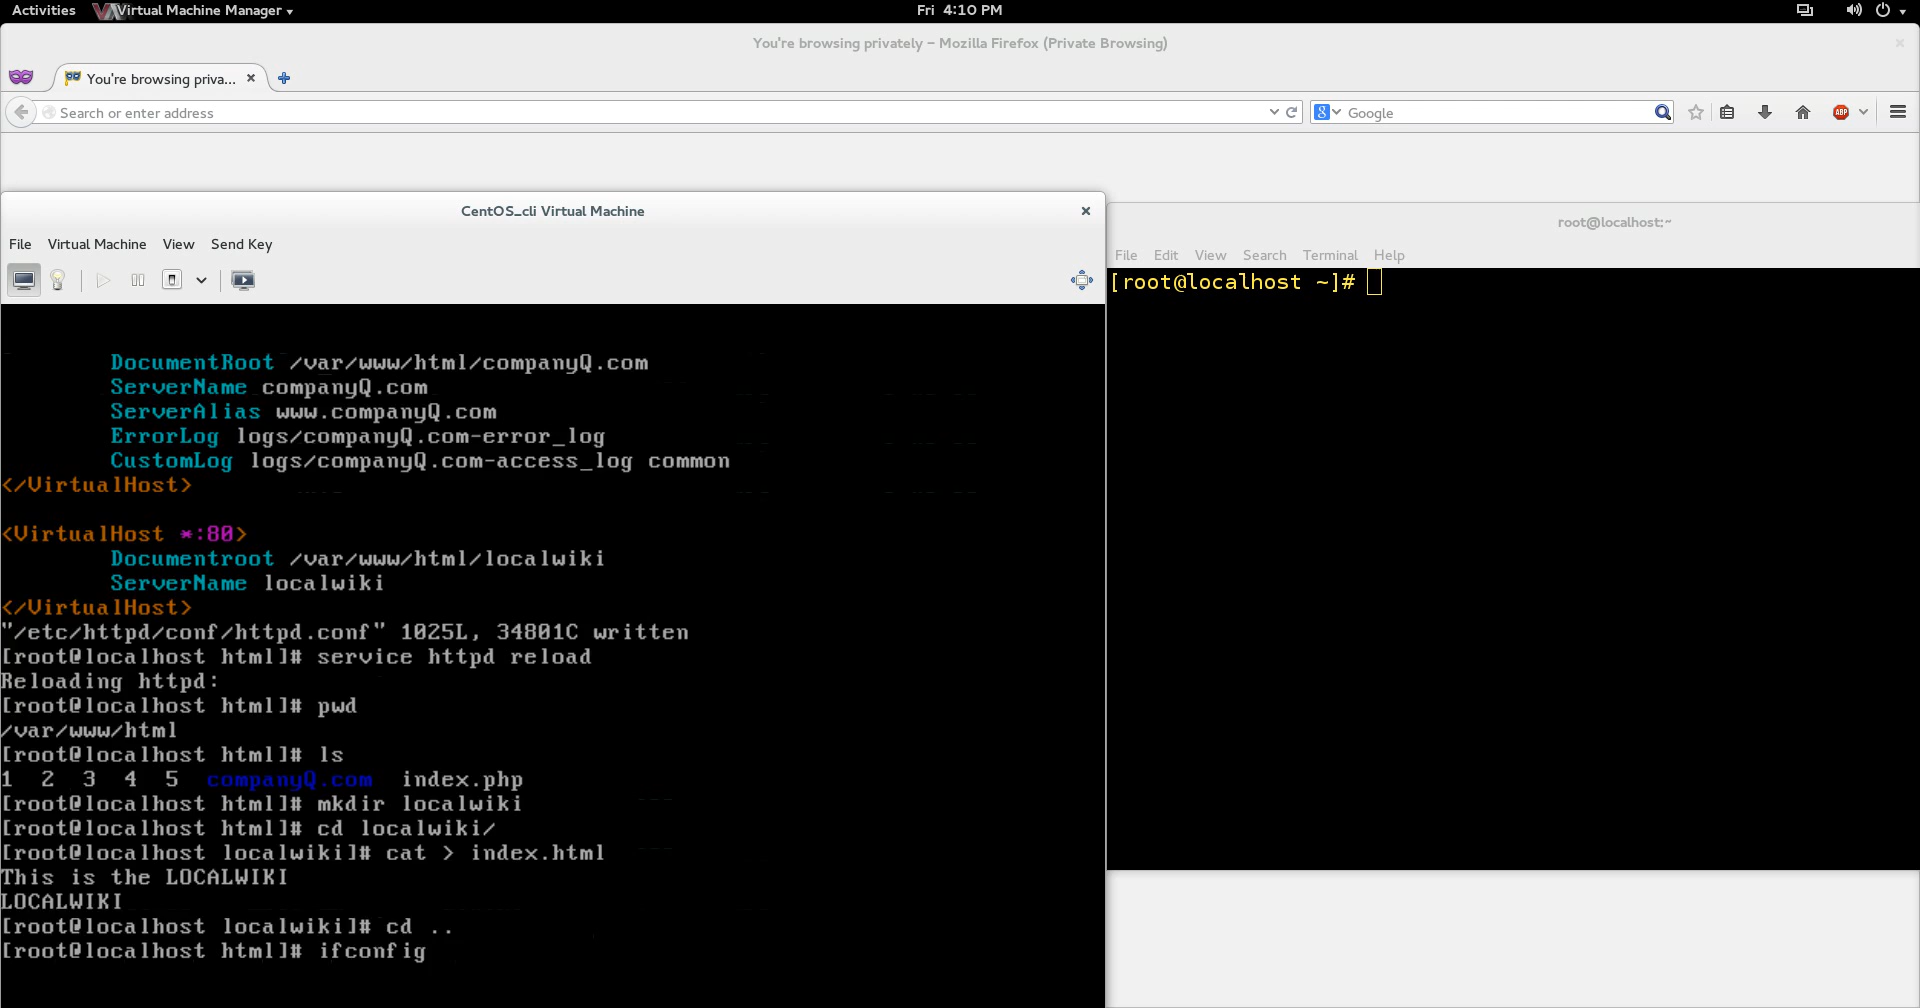 Activities Virtual Machine Manager Fri 4:10 PM
You're browsing privately – Mozilla Firefox (Private Browsing)
You're browsing priva...
Search or enter address
Google
ABP
CentOS_cli Virtual Machine
File Virtual Machine View Send Key
root@localhost:~
File Edit View Search Terminal Help
[root@localhost ~]#
DocumentRoot /var/www/html/companyQ.com
ServerName companyQ.com
ServerAlias www.companyQ.com
ErrorLog logs/companyQ.com-error_log
CustomLog logs/companyQ.com-access_log common
</VirtualHost>
<VirtualHost *:80>
Documentroot /var/www/html/localwiki
ServerName localwiki
</VirtualHost>
"/etc/httpd/conf/httpd.conf" 1025L, 34801C written
[root@localhost html]# service httpd reload
Reloading httpd:
[root@localhost html]# pwd
/var/www/html
[root@localhost html]# ls
1 2 3 4 5 companyQ.com index.php
[root@localhost html]# mkdir localwiki
[root@localhost html]# cd localwiki/
[root@localhost localwiki]# cat > index.html
This is the LOCALWIKI
LOCALWIKI
[root@localhost localwiki]# cd ..
[root@localhost html]# ifconfig